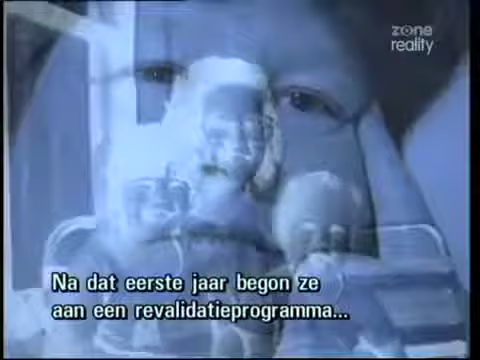 zone
reality
Na dat eerste jaar begon ze
aan een revalidatieprogramma...